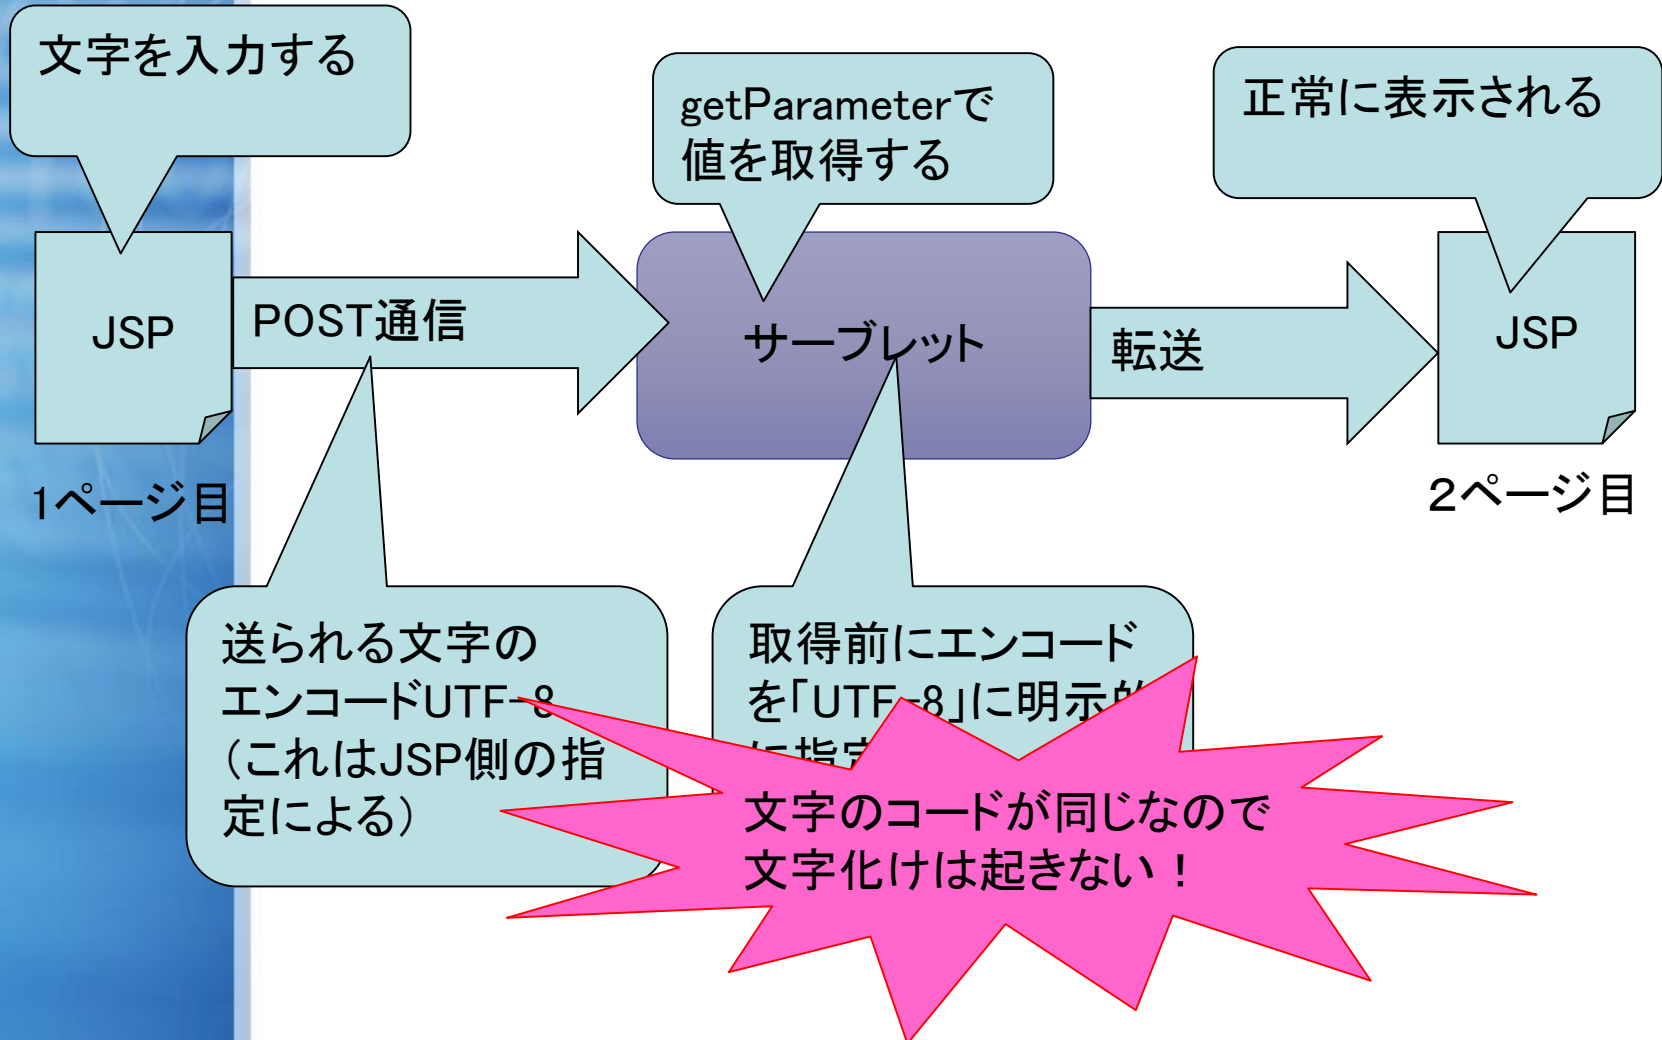 文字を入力する
getParameterで
値を取得する
正常に表示される
JSP
POST通信
サーブレット
転送
JSP
1ページ目
2ページ目
送られる文字の
エンコードUTF-8
(これはJSP側の指
定による)
取得前にエンコード
を「UTF-8」に明示的
に指定
文字のコードが同じなので
文字化けは起きない!